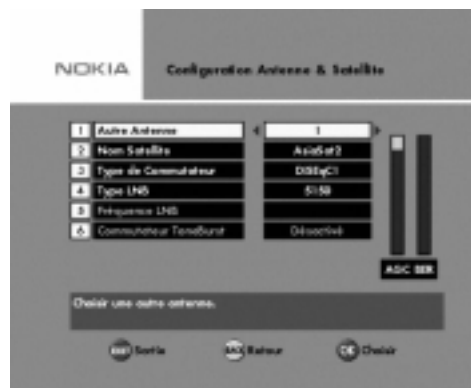 NOKIA
Configuration Antenne & Satellite
1 Autre Antenne 1
2 Nom Satellite AsiaSat2
3 Type de Commutateur DiSEqC1
4 Type LNB 5150
5 Fréquence LNB
6 Commutateur ToneBurst Désactivé
AGC BER
Choisir une autre antenne.
Sortie BACK Retour OK Choisir